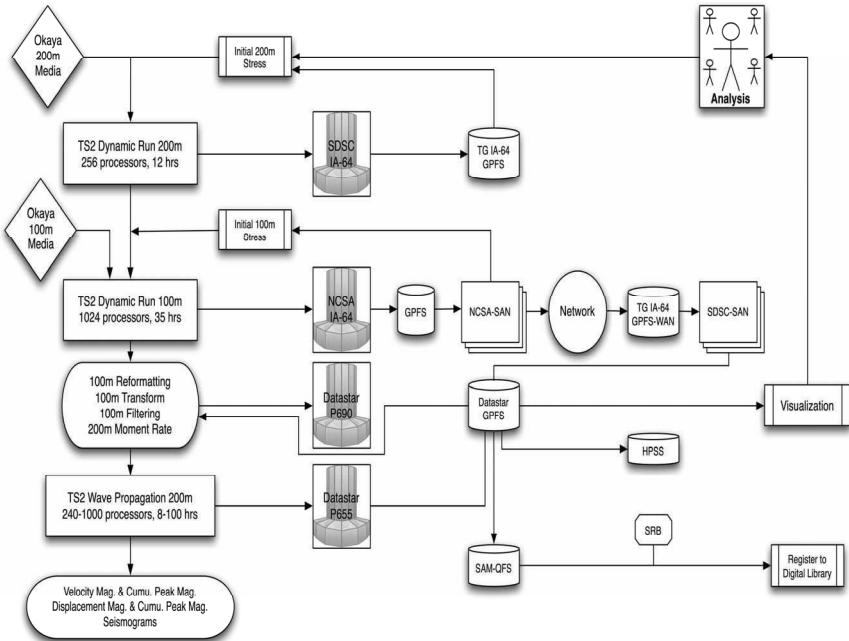 Okaya
200m
Media
Initial 200m
Stress
Analysis
TS2 Dynamic Run 200m
256 processors, 12 hrs
SDSC
IA-64
TG IA-64
GPFS
Okaya
100m
Media
Initial 100m
Stress
TS2 Dynamic Run 100m
1024 processors, 35 hrs
NCSA
IA-64
GPFS
NCSA-SAN
Network
TG IA-64
GPFS-WAN
SDSC-SAN
100m Reformatting
100m Transform
100m Filtering
200m Moment Rate
Datastar
P690
Datastar
GPFS
Visualization
HPSS
TS2 Wave Propagation 200m
240-1000 processors, 8-100 hrs
Datastar
P655
SRB
SAM-QFS
Register to
Digital Library
Velocity Mag. & Cumu. Peak Mag.
Displacement Mag. & Cumu. Peak Mag.
Seismograms